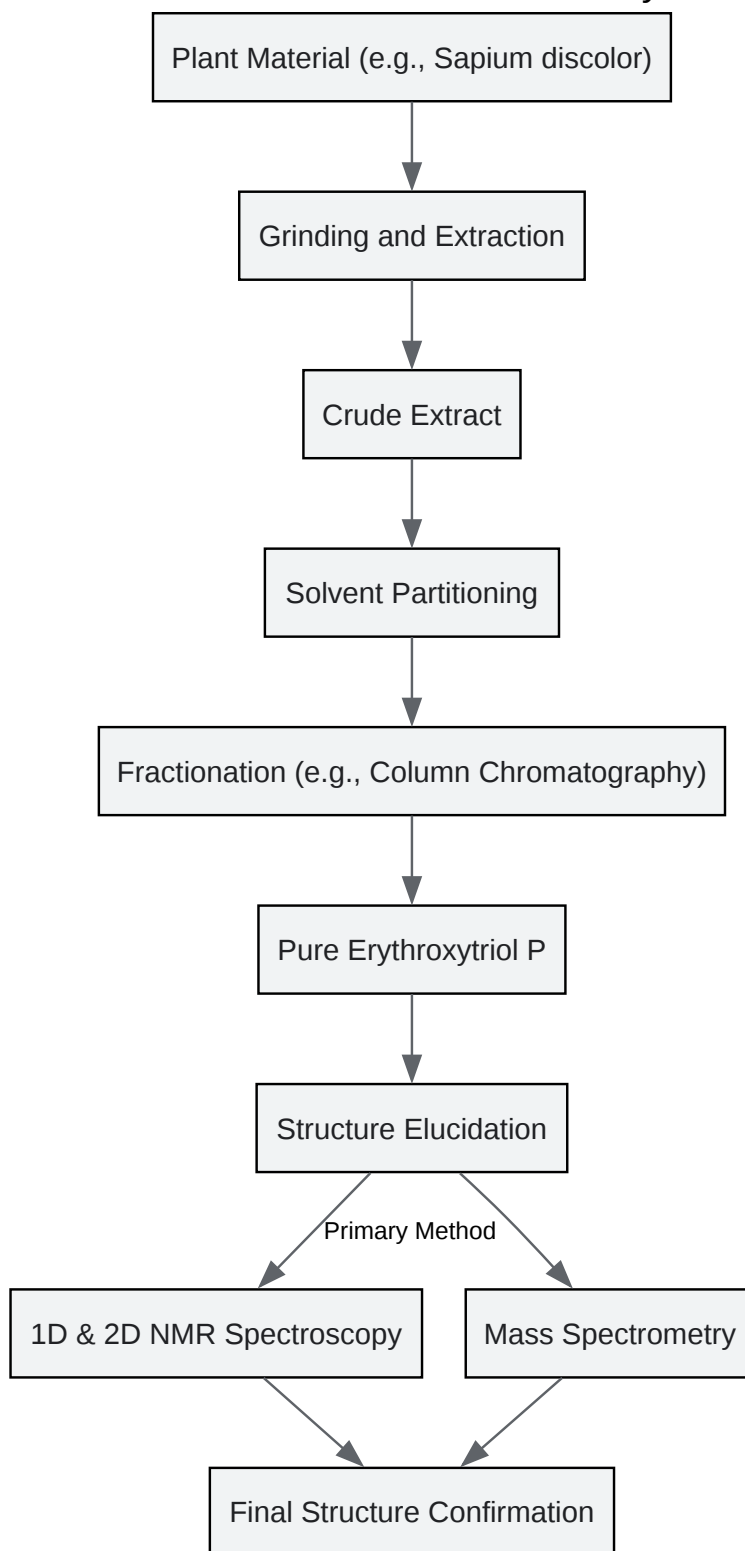 Plant Material (e.g., Sapium discolor)
Grinding and Extraction
Crude Extract
Solvent Partitioning
Fractionation (e.g., Column Chromatography)
Pure Erythroxytriol P
Structure Elucidation
Primary Method
1D & 2D NMR Spectroscopy
Mass Spectrometry
Final Structure Confirmation